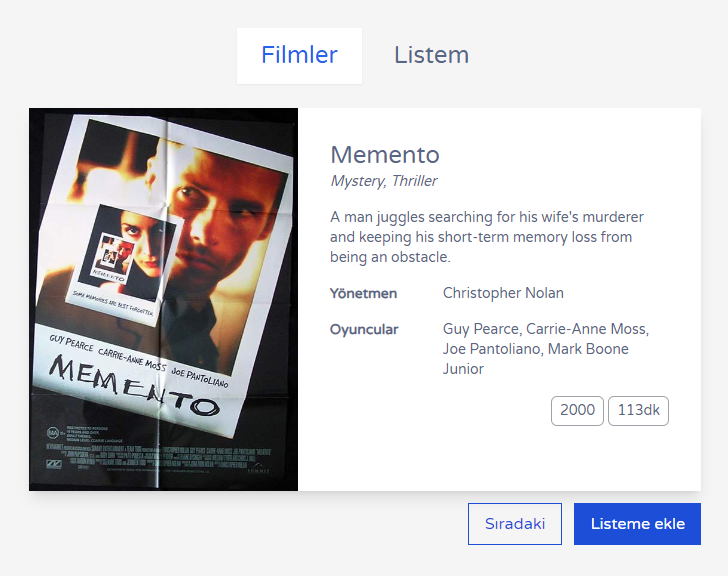 Filmler
Listem
Memento
Mystery, Thriller
A man juggles searching for his wife's murderer
and keeping his short-term memory loss from
being an obstacle.
Yönetmen
Christopher Nolan
Oyuncular
Guy Pearce, Carrie-Anne Moss,
Joe Pantoliano, Mark Boone
Junior
2000
113dk
Sıradaki
Listeme ekle
MEMENTO
SOME MEMORIES ARE BEST FORGOTTEN
GUY PEARCE CARRIE-ANNE MOSS JOE PANTOLIANO
MEMENTO